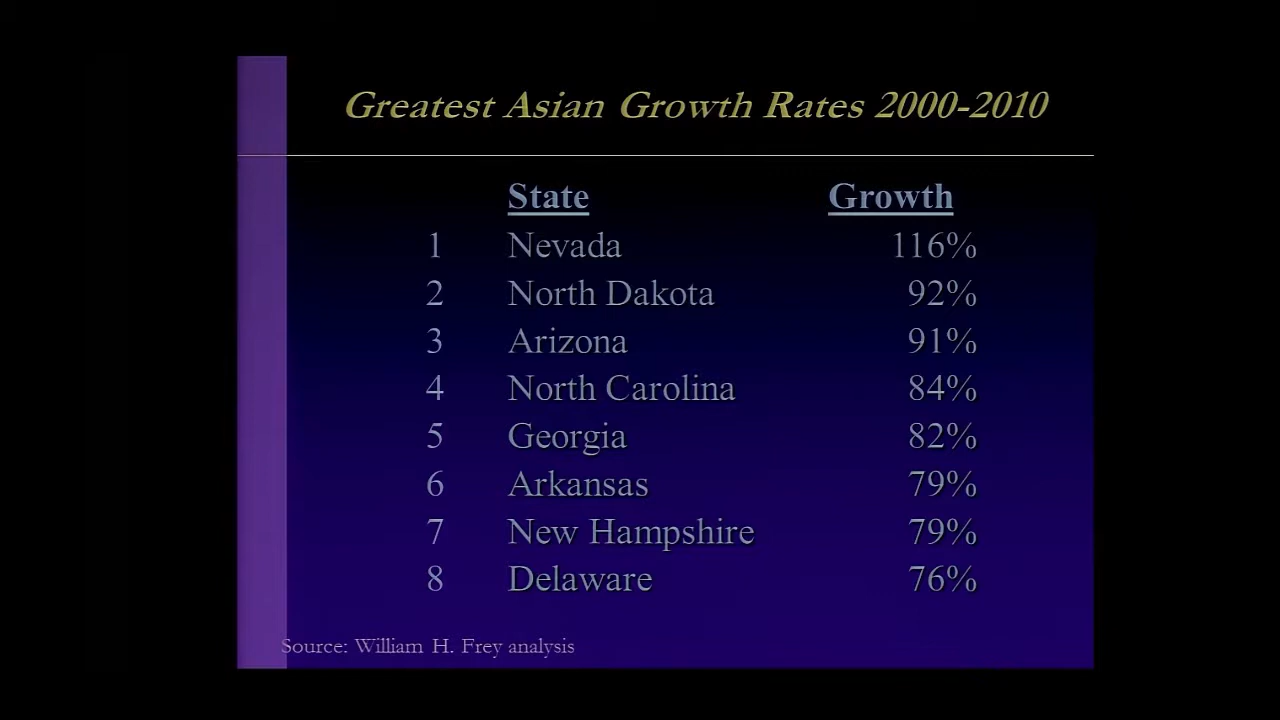 Greatest Asian Growth Rates 2000-2010
State Growth
1 Nevada 116%
2 North Dakota 92%
3 Arizona 91%
4 North Carolina 84%
5 Georgia 82%
6 Arkansas 79%
7 New Hampshire 79%
8 Delaware 76%
Source: William H. Frey analysis